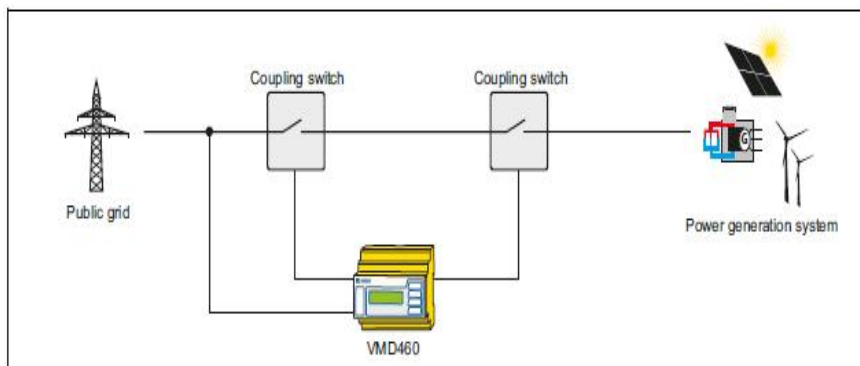 Coupling switch
Coupling switch
Public grid
G
Power generation system
VMD460